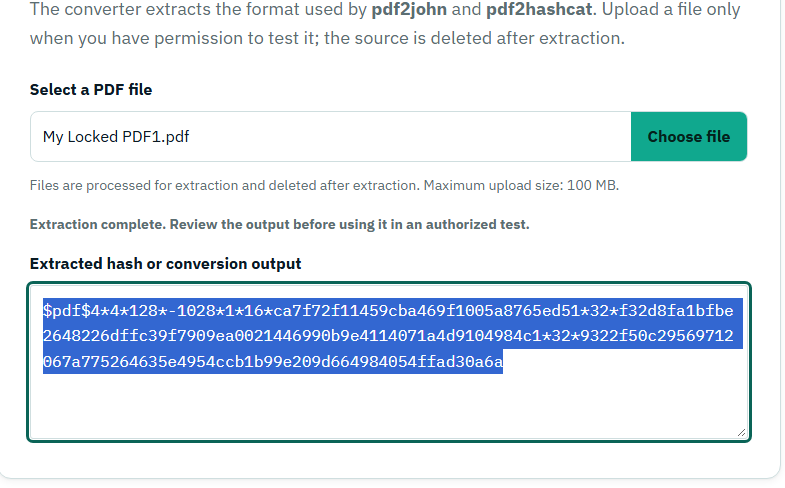 The converter extracts the format used by pdf2john and pdf2hashcat. Upload a file only
when you have permission to test it; the source is deleted after extraction.
Select a PDF file
My Locked PDF1.pdf
Choose file
Files are processed for extraction and deleted after extraction. Maximum upload size: 100 MB.
Extraction complete. Review the output before using it in an authorized test.
Extracted hash or conversion output
$pdf$4*4*128*-1028*1*16*ca7f72f11459cba469f1005a8765ed51*32*f32d8fa1bfbe
2648226dffc39f7909ea0021446990b9e4114071a4d9104984c1*32*9322f50c29569712
067a775264635e4954ccb1b99e209d664984054ffad30a6a